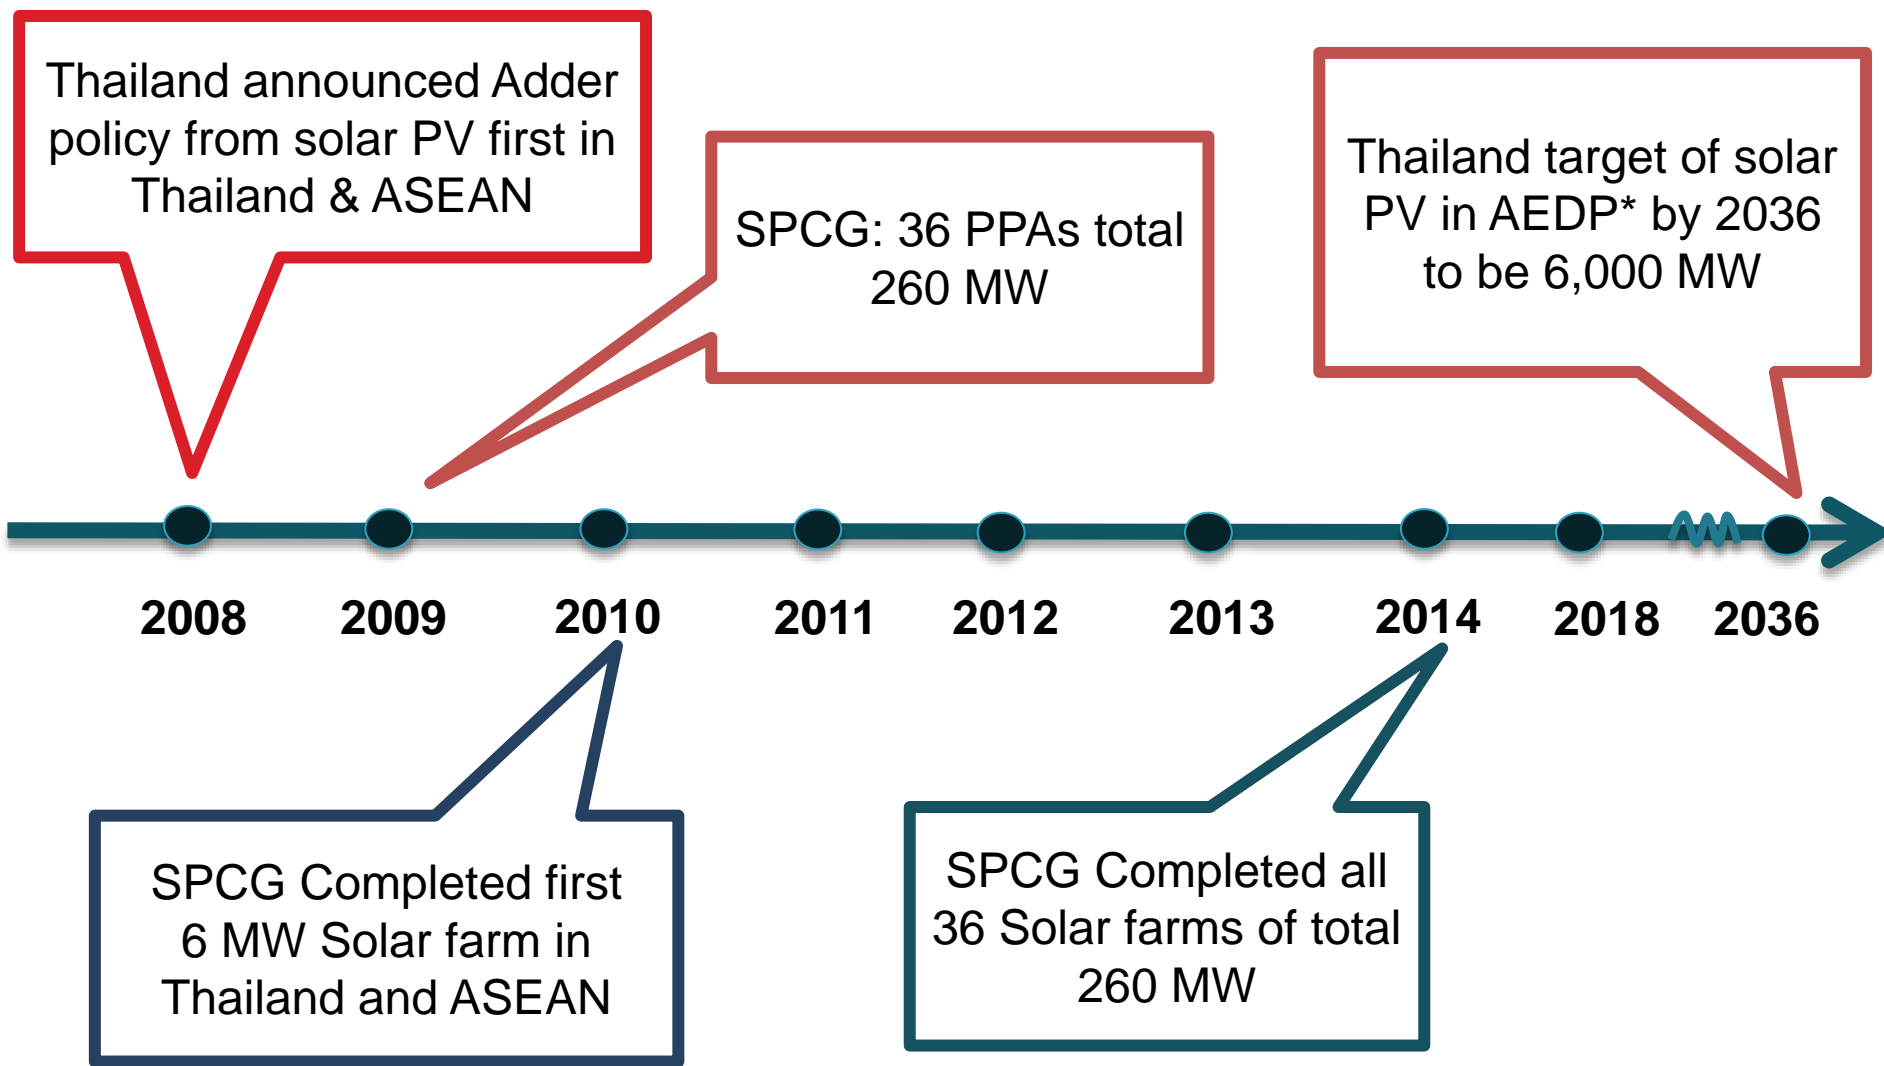 Thailand announced Adder
policy from solar PV first in
Thailand & ASEAN
SPCG: 36 PPAs total
260 MW
Thailand target of solar
PV in AEDP* by 2036
to be 6,000 MW
2008
2009
2010
2011
2012
2013
2014
2018
2036
SPCG Completed first
6 MW Solar farm in
Thailand and ASEAN
SPCG Completed all
36 Solar farms of total
260 MW